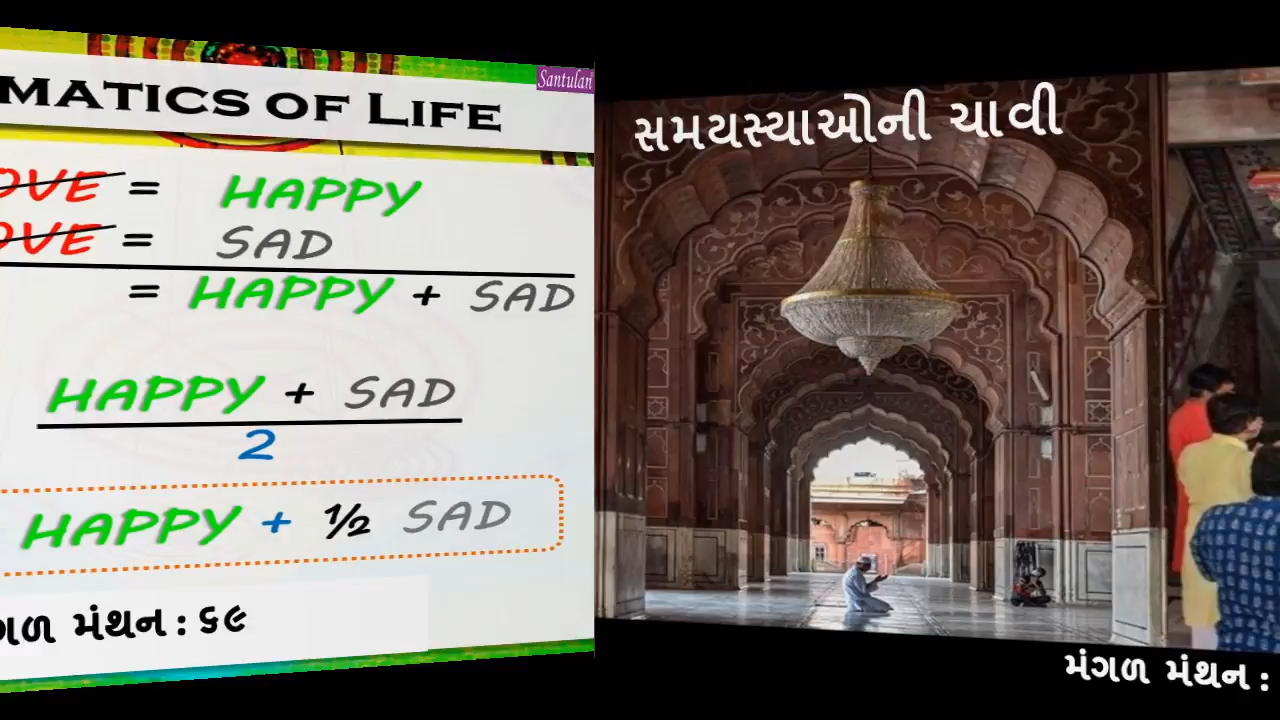 Santulan
MATICS OF LIFE
OVE = HAPPY
OVE = SAD
= HAPPY + SAD
HAPPY + SAD
2
HAPPY + ½ SAD
ગળ મંથન : ૬૯
સમયસ્યાઓની ચાવી
મંગળ મંથન :